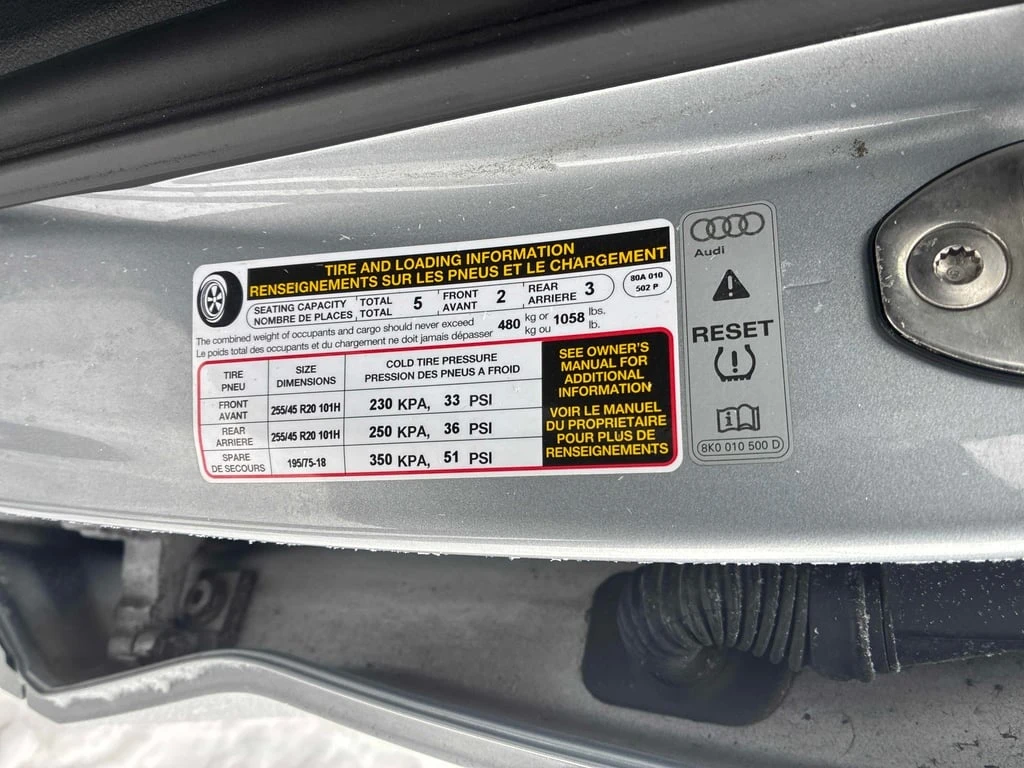 TIRE AND LOADING INFORMATION
RENSEIGNEMENTS SUR LES PNEUS ET LE CHARGEMENT
SEATING CAPACITY TOTAL 5 FRONT 2 REAR 3
NOMBRE DE PLACES TOTAL AVANT ARRIERE
80A 010
502 P
The combined weight of occupants and cargo should never exceed 480 kg or 1058 lbs.
Le poids total des occupants et du chargement ne doit jamais dépasser kg ou lb.
TIRE SIZE COLD TIRE PRESSURE
PNEU DIMENSIONS PRESSION DES PNEUS A FROID
FRONT
AVANT 255/45 R20 101H 230 KPA, 33 PSI
REAR
ARRIERE 255/45 R20 101H 250 KPA, 36 PSI
SPARE
DE SECOURS 195/75-18 350 KPA, 51 PSI
SEE OWNER'S
MANUAL FOR
ADDITIONAL
INFORMATION
VOIR LE MANUEL
DU PROPRIETAIRE
POUR PLUS DE
RENSEIGNEMENTS
Audi
RESET
8K0 010 500 D